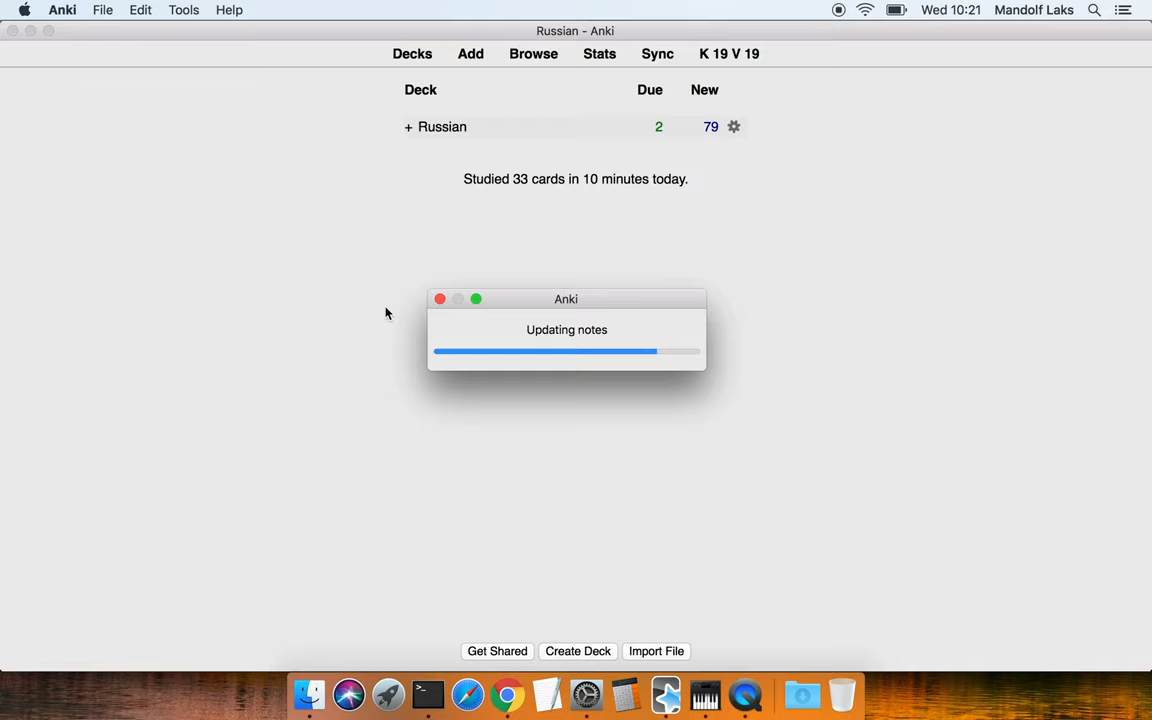 Anki File Edit Tools Help Wed 10:21 Mandolf Laks
Russian - Anki
Decks Add Browse Stats Sync K 19 V 19
Deck Due New
+ Russian 2 79
Studied 33 cards in 10 minutes today.
Anki
Updating notes
Get Shared Create Deck Import File